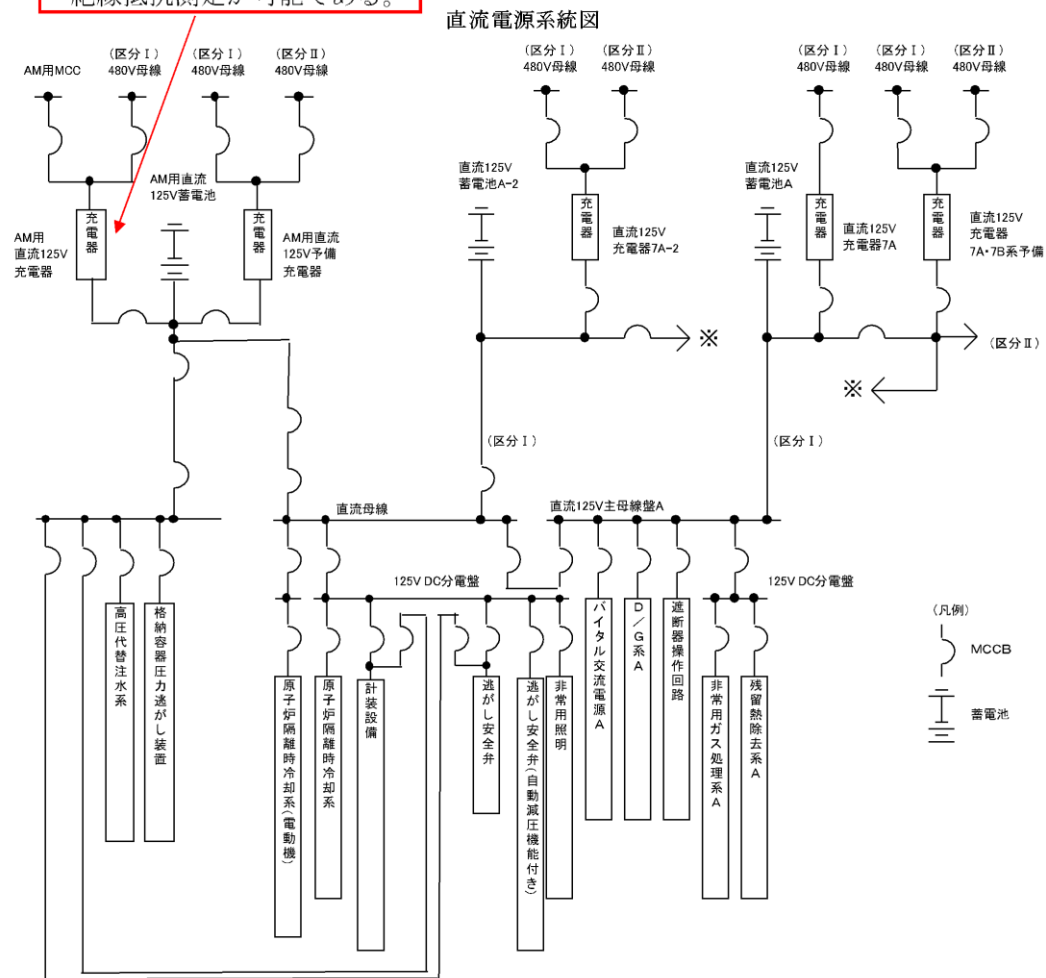 絶縁抵抗測定が可能である。
直流電源系統図
AM用MCC
(区分Ⅰ)
480V母線
(区分Ⅰ)
480V母線
(区分Ⅱ)
480V母線
(区分Ⅰ)
480V母線
(区分Ⅱ)
480V母線
(区分Ⅰ)
480V母線
(区分Ⅰ)
480V母線
(区分Ⅱ)
480V母線
AM用
直流125V
充電器
充電器
AM用直流
125V蓄電池
充電器
AM用直流
125V予備
充電器
直流125V
蓄電池A-2
充電器
直流125V
充電器7A-2
直流125V
蓄電池A
充電器
直流125V
充電器7A
充電器
直流125V
充電器
7A・7B系予備
※
(区分Ⅱ)
※
(区分Ⅰ)
(区分Ⅰ)
直流母線
直流125V主母線盤A
125V DC分電盤
125V DC分電盤
高圧代替注水系
格納容器圧力逃がし装置
原子炉隔離時冷却系(電動機)
原子炉隔離時冷却系
計装設備
逃がし安全弁
逃がし安全弁(自動減圧機能付き)
非常用照明
バイタル交流電源A
D/G系A
遮断器操作回路
非常用ガス処理系A
残留熱除去系A
(凡例)
MCCB
蓄電池